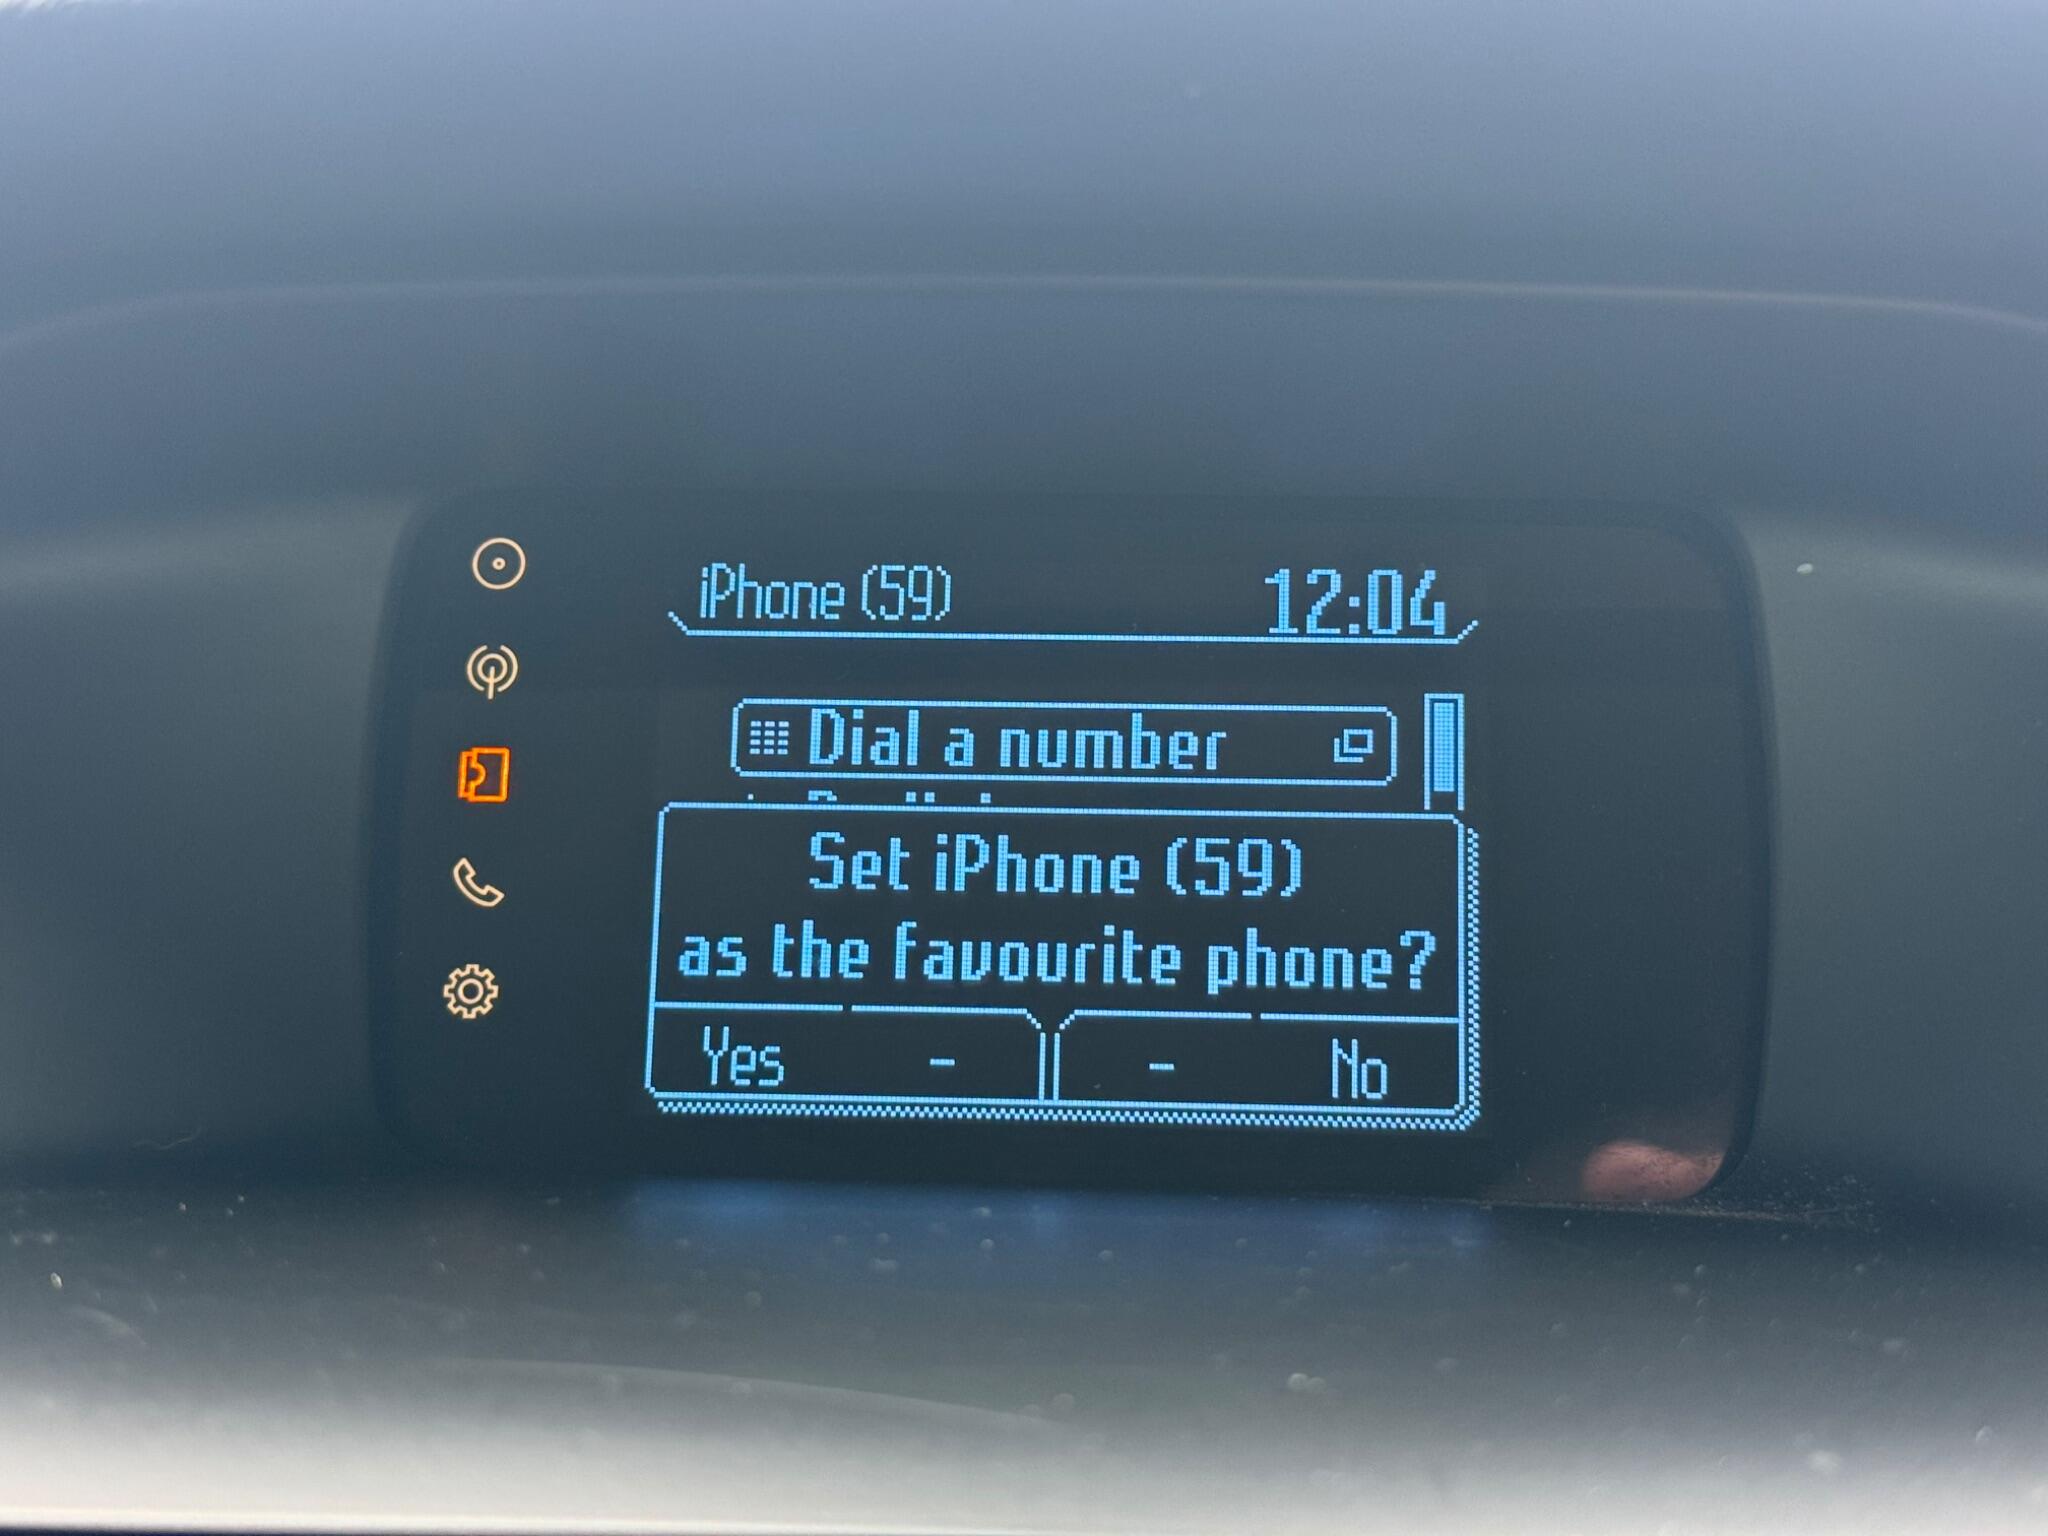 iPhone (59) 12:04
Dial a number
Set iPhone (59)
as the favourite phone?
Yes - - No